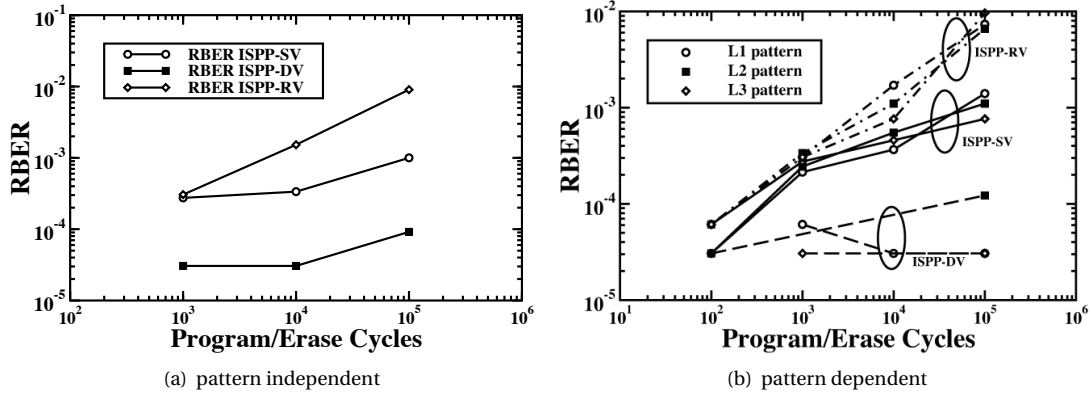 RBER
10^0
10^-1
10^-2
10^-3
10^-4
10^-5
RBER ISPP-SV
RBER ISPP-DV
RBER ISPP-RV
10^2
10^3
10^4
10^5
10^6
Program/Erase Cycles
(a) pattern independent
RBER
10^-2
10^-3
10^-4
10^-5
L1 pattern
L2 pattern
L3 pattern
ISPP-RV
ISPP-SV
ISPP-DV
10^1
10^2
10^3
10^4
10^5
10^6
Program/Erase Cycles
(b) pattern dependent